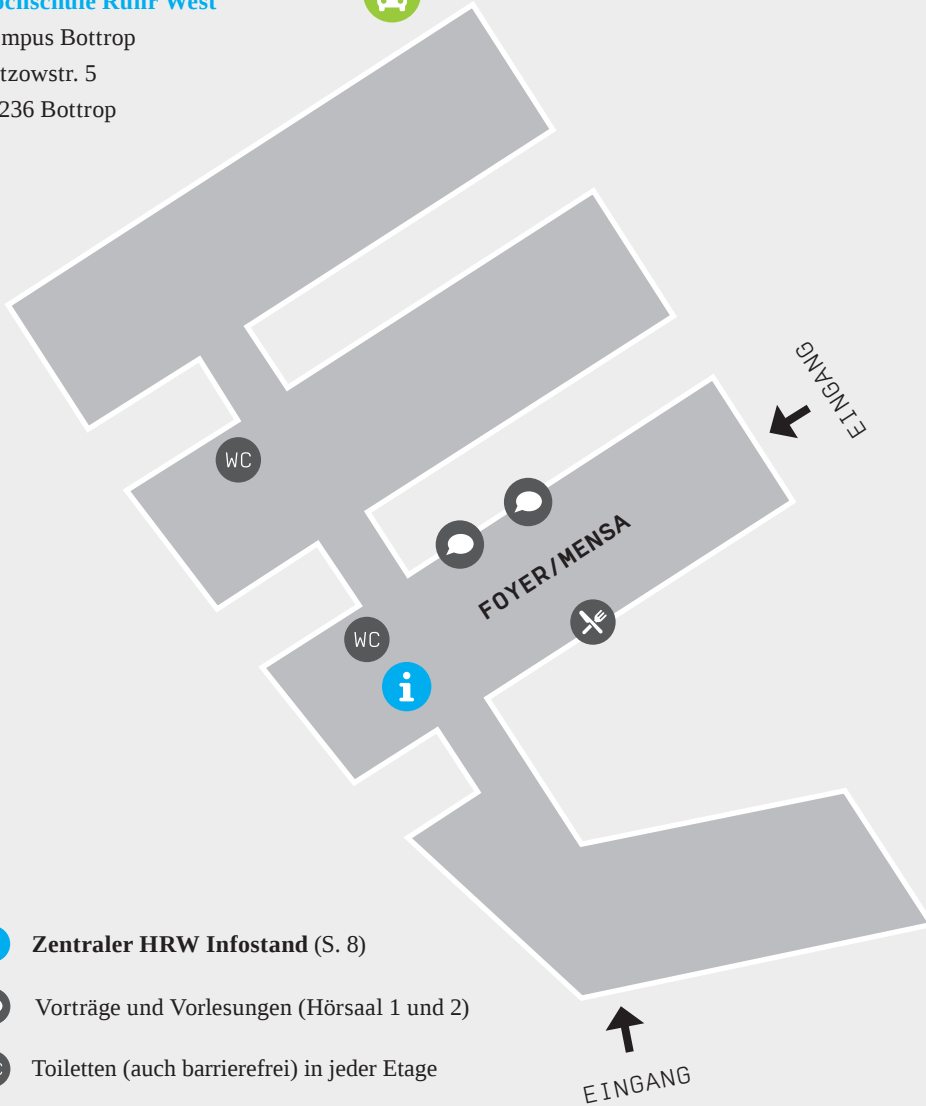 ochschule Ruhr West
mpus Bottrop
tzowstr. 5
236 Bottrop
EINGANG
WC
FOYER/MENSA
WC
i
Zentraler HRW Infostand (S. 8)
Vorträge und Vorlesungen (Hörsaal 1 und 2)
Toiletten (auch barrierefrei) in jeder Etage
EINGANG